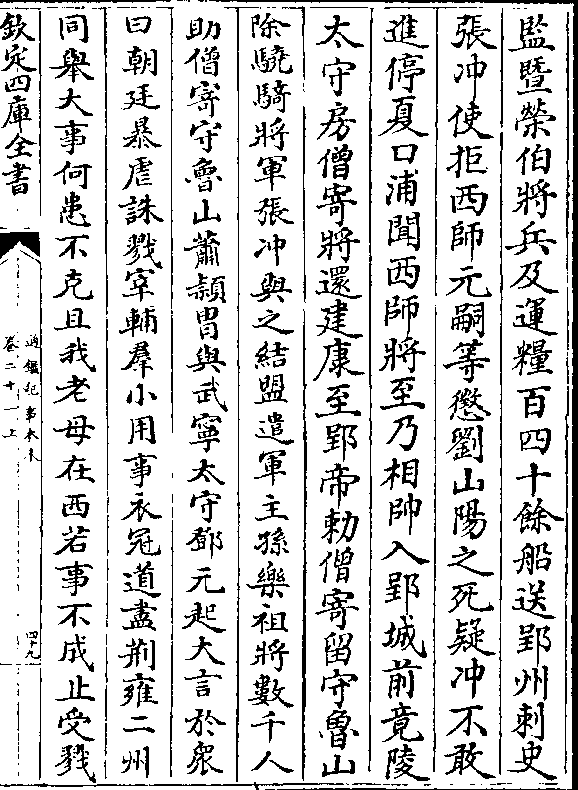 監暨榮伯將兵及運糧百四十餘船送郢州刺史
張冲使拒西師元嗣等懲劉山陽之死疑冲不敢
進停夏口浦聞西師將至乃相帥入郢城前竟陵
太守房僧寄將還建康至郢帝勑僧寄留守魯山
除驍騎將軍張冲與之結盟遣軍主孫樂祖將數千人
助僧寄守魯山蕭頴胄與武寧太守鄧元起大言於衆
曰朝廷暴虐誅戮宰輔羣小用事衣冠道盡荆雍二州
同舉大事何患不克且我老母在西若事不成止受戮
欽定四庫全書
通鑑紀事本末
卷二十一上
四十九